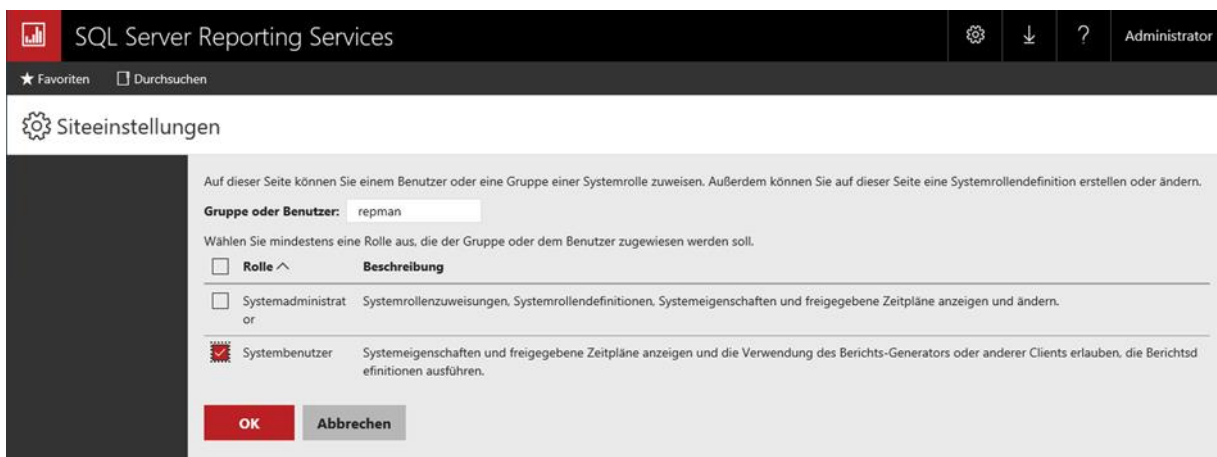 SQL Server Reporting Services
?
Administrator
Favoriten
Durchsuchen
Siteeinstellungen
Auf dieser Seite können Sie einem Benutzer oder eine Gruppe einer Systemrolle zuweisen. Außerdem können Sie auf dieser Seite eine Systemrollendefinition erstellen oder ändern.
Gruppe oder Benutzer: repman
Wählen Sie mindestens eine Rolle aus, die der Gruppe oder dem Benutzer zugewiesen werden soll.
Rolle Beschreibung
Systemadministrat Systemrollenzuweisungen, Systemrollendefinitionen, Systemeigenschaften und freigegebene Zeitpläne anzeigen und ändern.
or
Systembenutzer Systemeigenschaften und freigegebene Zeitpläne anzeigen und die Verwendung des Berichts-Generators oder anderer Clients erlauben, die Berichtsd
efinitionen ausführen.
OK Abbrechen